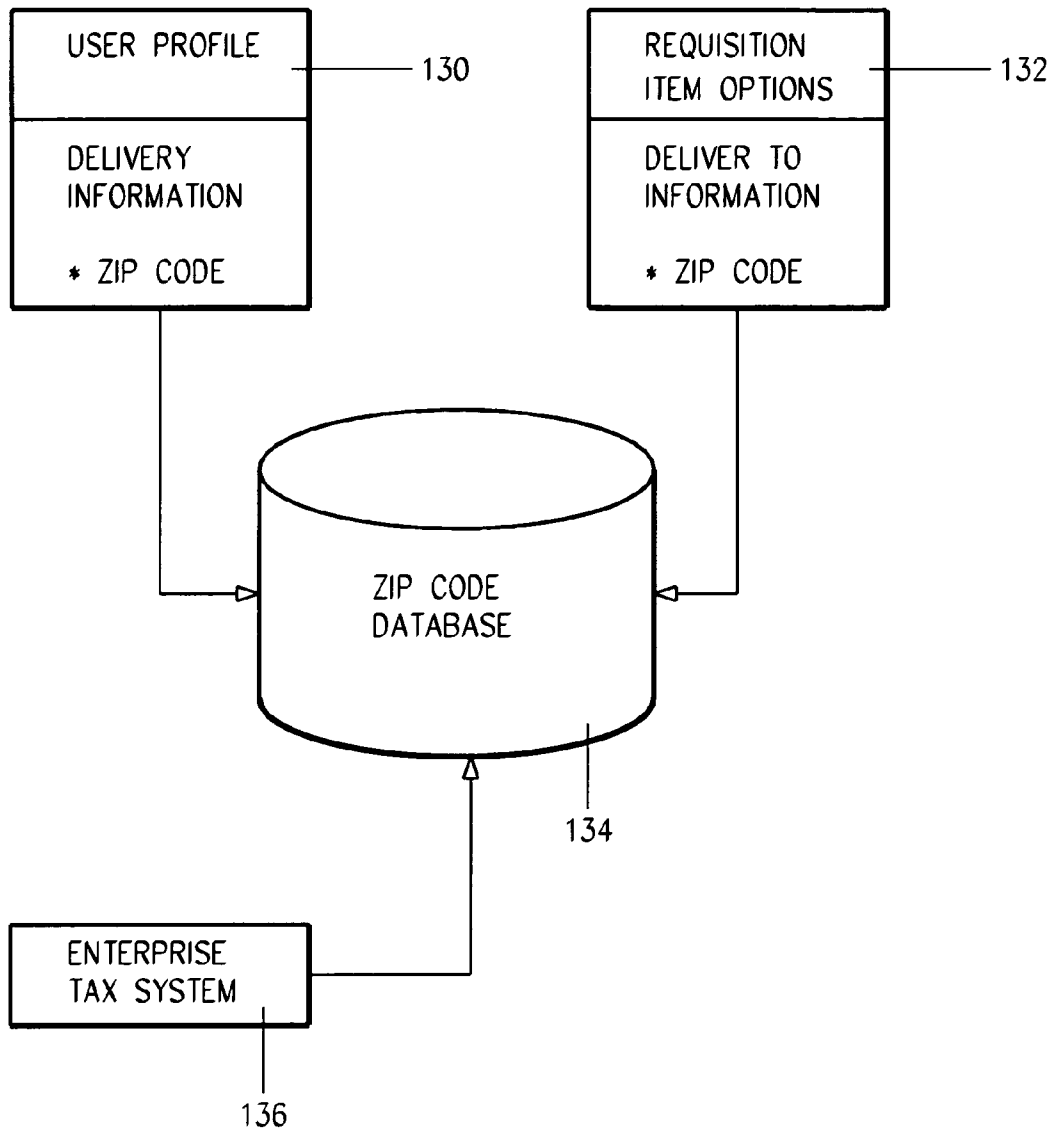 USER PROFILE
130
DELIVERY
INFORMATION
* ZIP CODE
REQUISITION
ITEM OPTIONS
132
DELIVER TO
INFORMATION
* ZIP CODE
ZIP CODE
DATABASE
134
ENTERPRISE
TAX SYSTEM
136